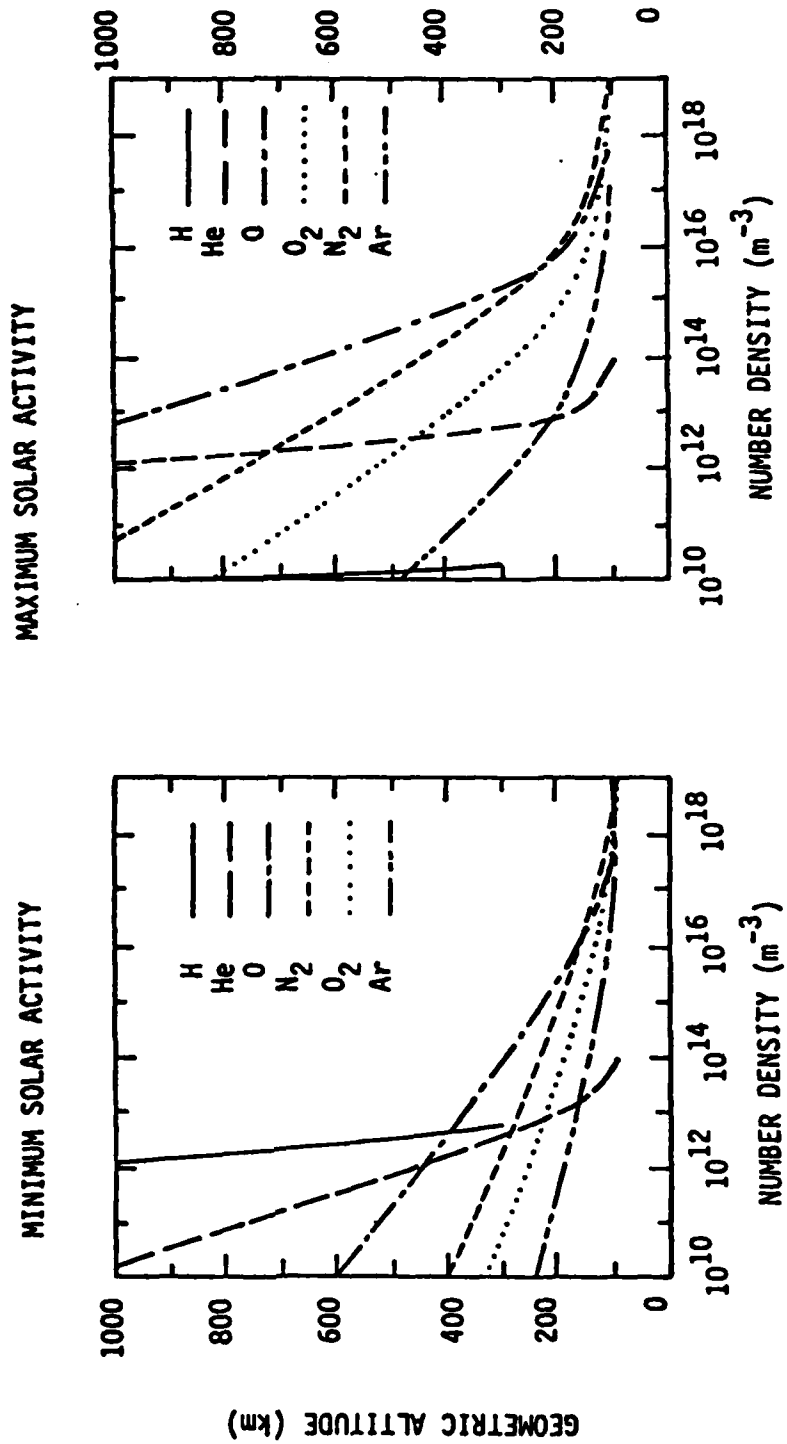 MINIMUM SOLAR ACTIVITY
GEOMETRIC ALTITUDE (km)
1000
800
600
400
200
0
H
He
O
N2
O2
Ar
10^10
10^12
10^14
10^16
10^18
NUMBER DENSITY (m^-3)
MAXIMUM SOLAR ACTIVITY
H
He
O
O2
N2
Ar
1000
800
600
400
200
0
10^10
10^12
10^14
10^16
10^18
NUMBER DENSITY (m^-3)